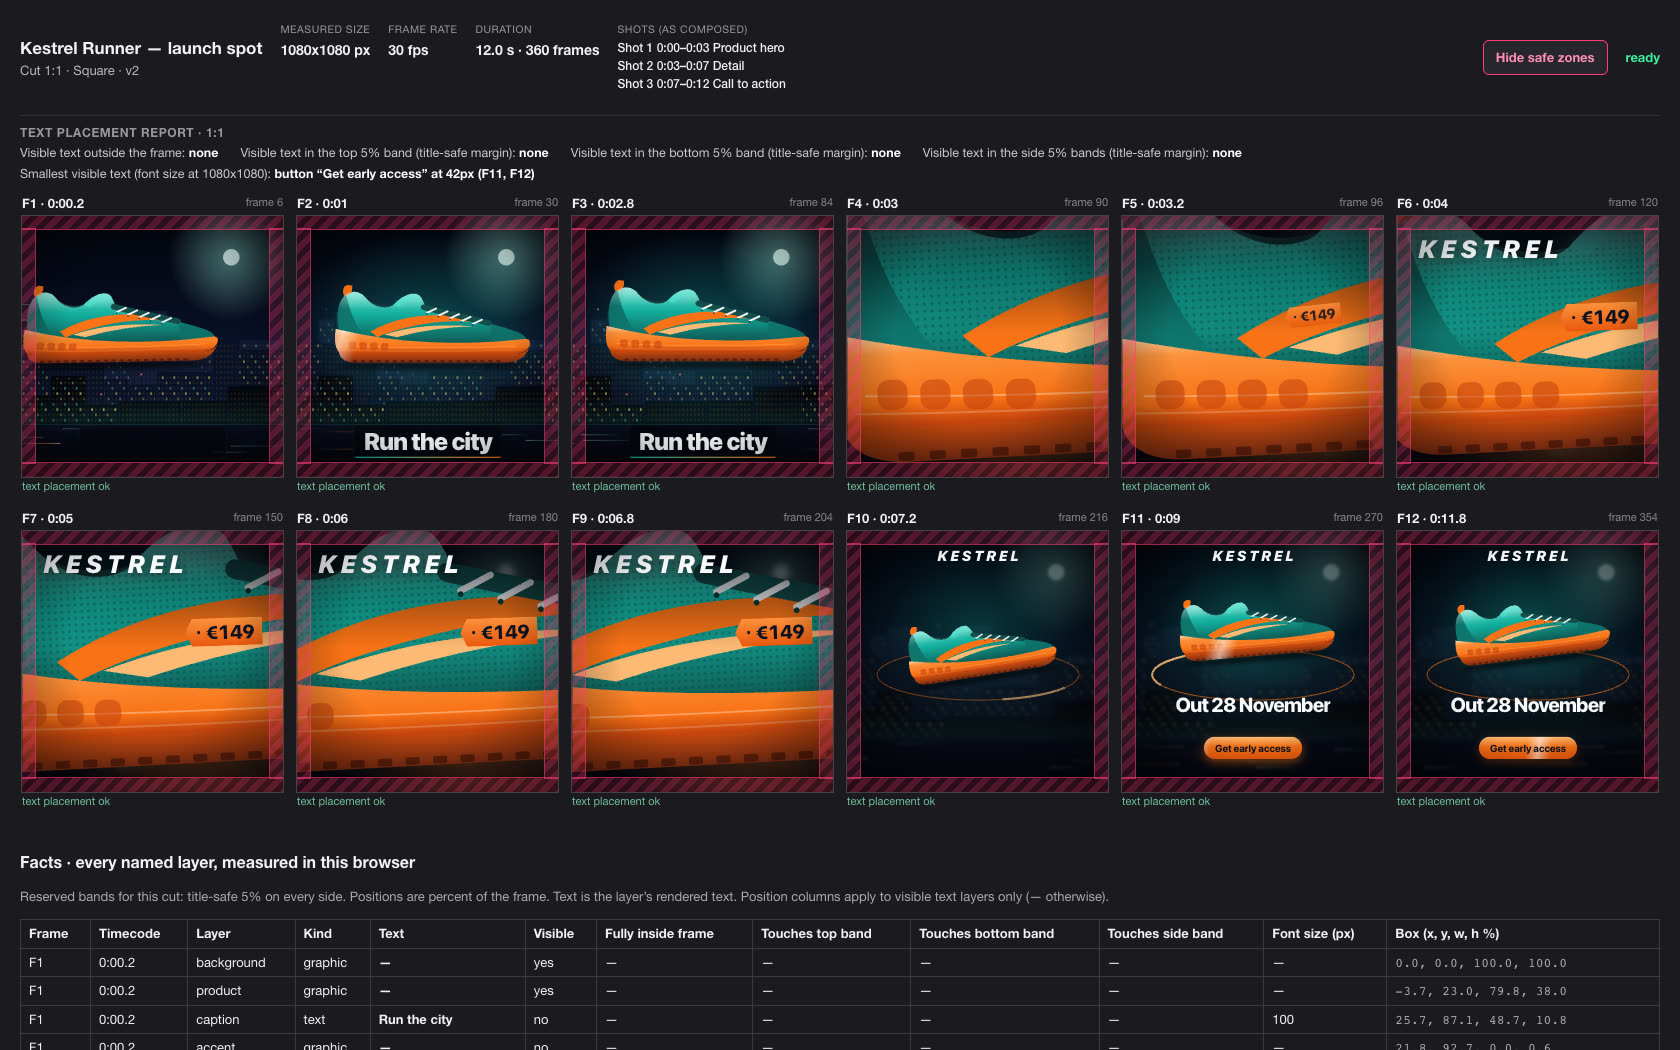 Kestrel Runner — launch spot
Cut 1:1 · Square · v2
MEASURED SIZE
1080x1080 px
FRAME RATE
30 fps
DURATION
12.0 s · 360 frames
SHOTS (AS COMPOSED)
Shot 1 0:00–0:03 Product hero
Shot 2 0:03–0:07 Detail
Shot 3 0:07–0:12 Call to action
Hide safe zones
ready
TEXT PLACEMENT REPORT · 1:1
Visible text outside the frame: none Visible text in the top 5% band (title-safe margin): none Visible text in the bottom 5% band (title-safe margin): none Visible text in the side 5% bands (title-safe margin): none
Smallest visible text (font size at 1080x1080): button “Get early access” at 42px (F11, F12)
F1 · 0:00.2 frame 6
text placement ok
F2 · 0:01 frame 30
Run the city
text placement ok
F3 · 0:02.8 frame 84
Run the city
text placement ok
F4 · 0:03 frame 90
text placement ok
F5 · 0:03.2 frame 96
· €149
text placement ok
F6 · 0:04 frame 120
KESTREL
· €149
text placement ok
F7 · 0:05 frame 150
KESTREL
· €149
text placement ok
F8 · 0:06 frame 180
KESTREL
· €149
text placement ok
F9 · 0:06.8 frame 204
KESTREL
· €149
text placement ok
F10 · 0:07.2 frame 216
KESTREL
text placement ok
F11 · 0:09 frame 270
KESTREL
Out 28 November
Get early access
text placement ok
F12 · 0:11.8 frame 354
KESTREL
Out 28 November
Get early access
text placement ok
Facts · every named layer, measured in this browser
Reserved bands for this cut: title-safe 5% on every side. Positions are percent of the frame. Text is the layer’s rendered text. Position columns apply to visible text layers only (— otherwise).
Frame Timecode Layer Kind Text Visible Fully inside frame Touches top band Touches bottom band Touches side band Font size (px) Box (x, y, w, h %)
F1 0:00.2 background graphic — yes — — — — — 0.0, 0.0, 100.0, 100.0
F1 0:00.2 product graphic — yes — — — — — −3.7, 23.0, 79.8, 38.0
F1 0:00.2 caption text Run the city no — — — — 100 25.7, 87.1, 48.7, 10.8
F1 0:00.2 accent graphic — no — — — — — 21.8, 92.7, 0.0, 0.6